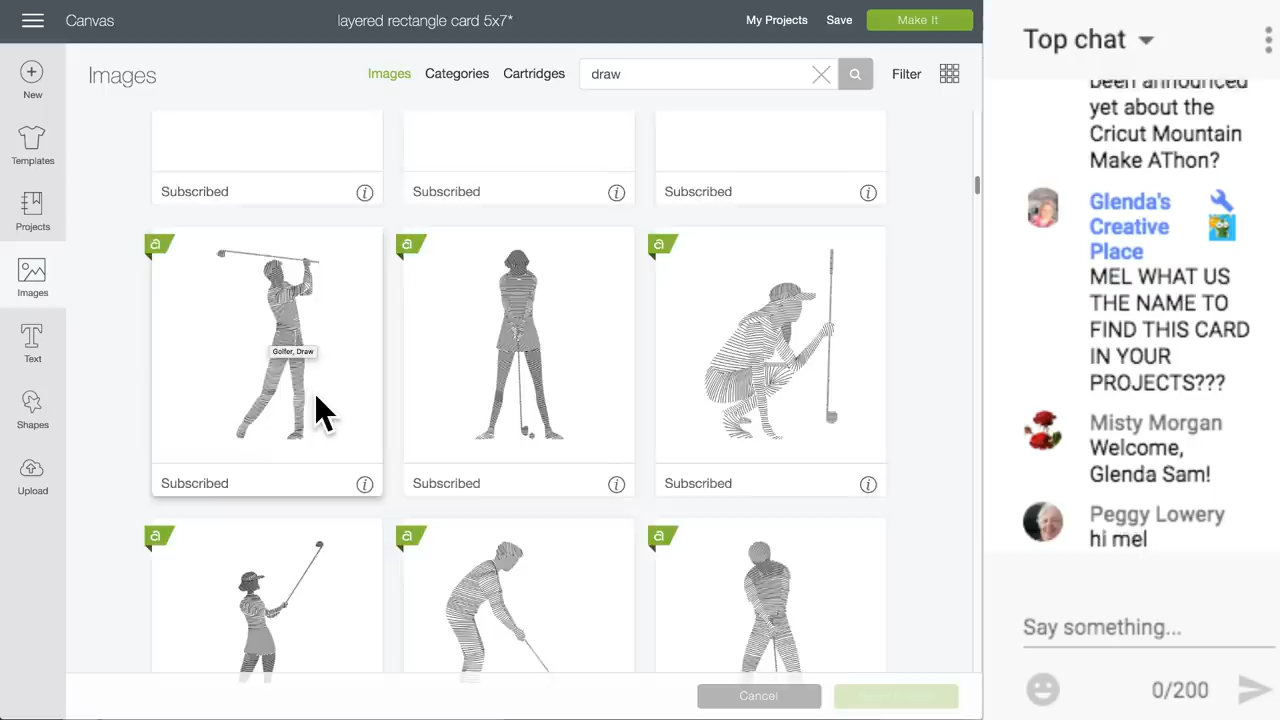 Canvas
layered rectangle card 5x7*
My Projects
Save
Make It
New
Templates
Projects
Images
Text
Shapes
Upload
Images
Images
Categories
Cartridges
draw
Filter
Subscribed
Subscribed
Subscribed
a
a
a
Golfer, Draw
Subscribed
Subscribed
Subscribed
a
a
a
Cancel
Top chat
been announced
yet about the
Cricut Mountain
Make AThon?
Glenda's
Creative
Place
MEL WHAT US
THE NAME TO
FIND THIS CARD
IN YOUR
PROJECTS???
Misty Morgan
Welcome,
Glenda Sam!
Peggy Lowery
hi mel
Say something...
0/200